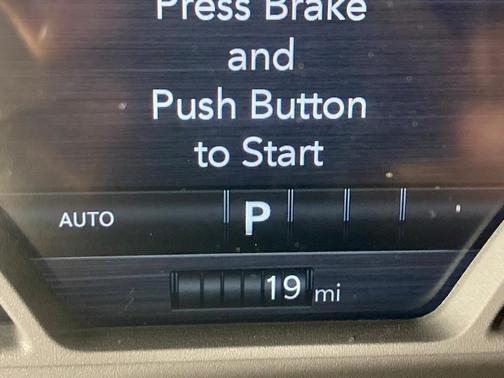 Press Brake
and
Push Button
to Start
AUTO P
19 mi